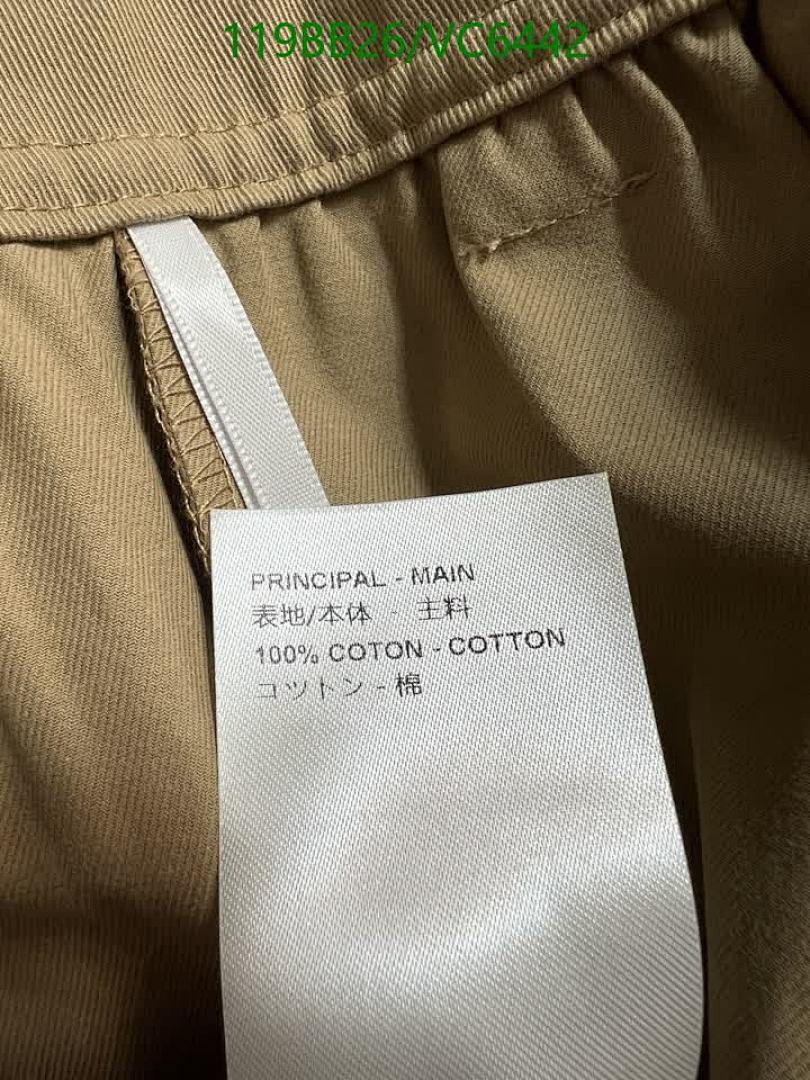 119BB26/VC6442
PRINCIPAL - MAIN
表地/本体 - 主料
100% COTON - COTTON
コットン - 棉